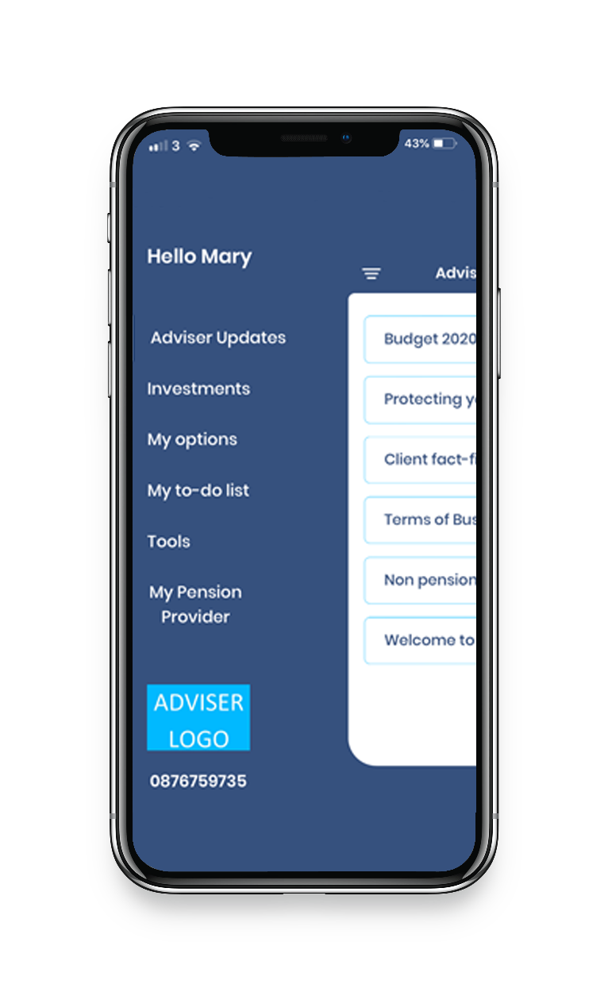 3
43%
Hello Mary
Adviser Updates
Investments
My options
My to-do list
Tools
My Pension
Provider
ADVISER
LOGO
0876759735
Advis
Budget 2020
Protecting y
Client fact-fi
Terms of Bus
Non pension
Welcome to